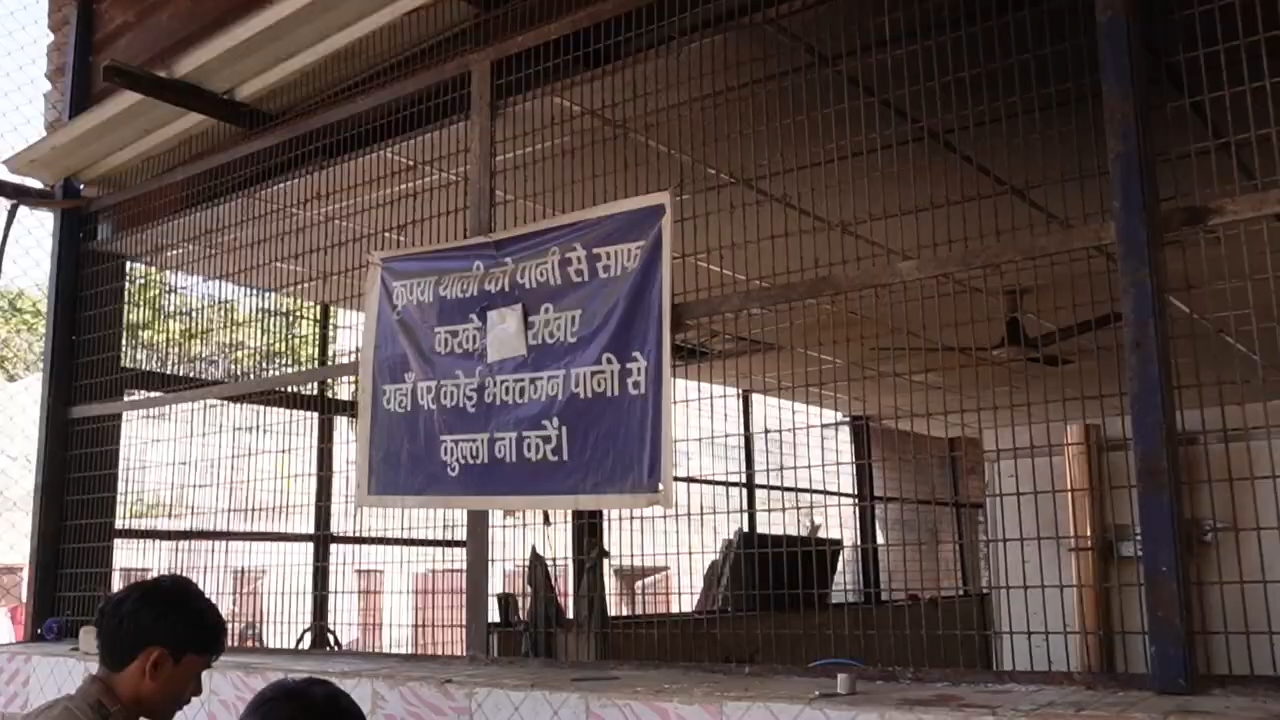 कृपया थाली को पानी से साफ़
करके रखिए
यहाँ पर कोई भक्तजन पानी से
कुल्ला ना करें।